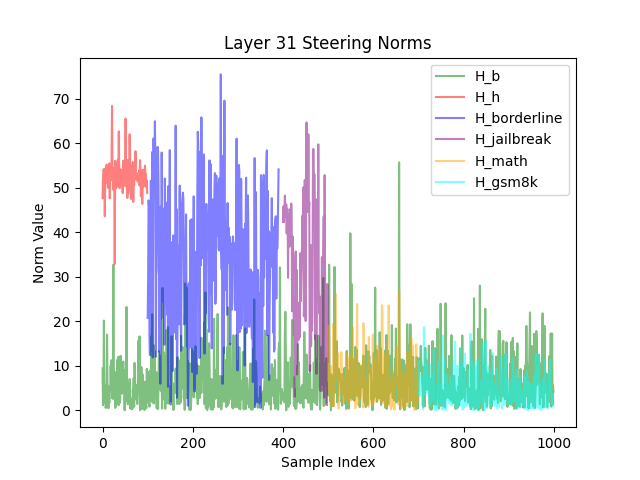 Layer 31 Steering Norms
Norm Value
70
60
50
40
30
20
10
0
0 200 400 600 800 1000
Sample Index
H_b
H_h
H_borderline
H_jailbreak
H_math
H_gsm8k